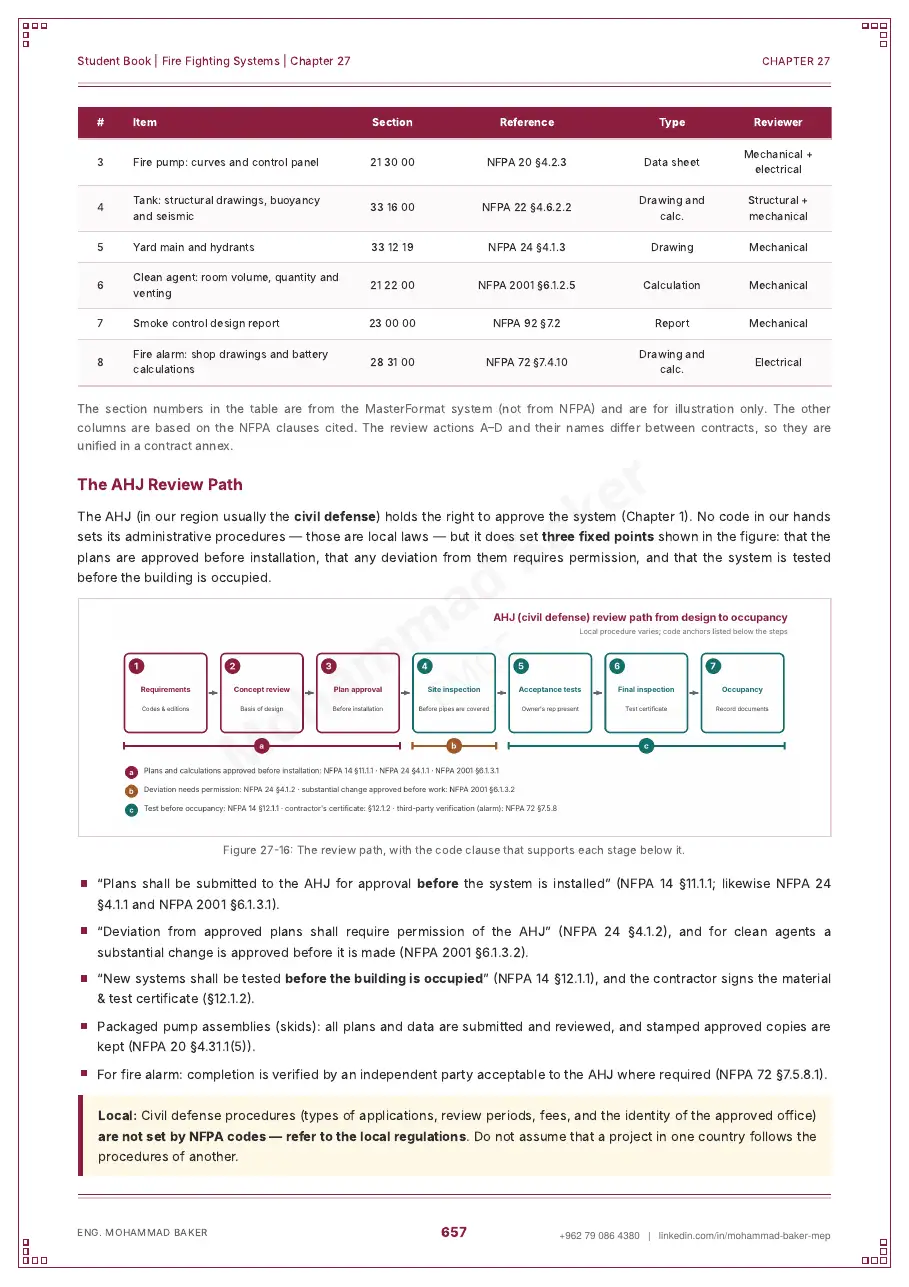 Student Book | Fire Fighting Systems | Chapter 27
CHAPTER 27
# Item Section Reference Type Reviewer
3 Fire pump: curves and control panel 21 30 00 NFPA 20 §4.2.3 Data sheet Mechanical +
electrical
4 Tank: structural drawings, buoyancy
and seismic 33 16 00 NFPA 22 §4.6.2.2 Drawing and
calc. Structural +
mechanical
5 Yard main and hydrants 33 12 19 NFPA 24 §4.1.3 Drawing Mechanical
6 Clean agent: room volume, quantity and
venting 21 22 00 NFPA 2001 §6.1.2.5 Calculation Mechanical
7 Smoke control design report 23 00 00 NFPA 92 §7.2 Report Mechanical
8 Fire alarm: shop drawings and battery
calculations 28 31 00 NFPA 72 §7.4.10 Drawing and
calc. Electrical
The section numbers in the table are from the MasterFormat system (not from NFPA) and are for illustration only. The other
columns are based on the NFPA clauses cited. The review actions A–D and their names differ between contracts, so they are
unified in a contract annex.
The AHJ Review Path
The AHJ (in our region usually the civil defense) holds the right to approve the system (Chapter 1). No code in our hands
sets its administrative procedures — those are local laws — but it does set three fixed points shown in the figure: that the
plans are approved before installation, that any deviation from them requires permission, and that the system is tested
before the building is occupied.
AHJ (civil defense) review path from design to occupancy
Local procedure varies; code anchors listed below the steps
1 2 3 4 5 6 7
Requirements Concept review Plan approval Site inspection Acceptance tests Final inspection Occupancy
Codes & editions Basis of design Before installation Before pipes are covered Owner's rep present Test certificate Record documents
a b c
a Plans and calculations approved before installation: NFPA 14 §11.1.1 · NFPA 24 §4.1.1 · NFPA 2001 §6.1.3.1
b Deviation needs permission: NFPA 24 §4.1.2 · substantial change approved before work: NFPA 2001 §6.1.3.2
c Test before occupancy: NFPA 14 §12.1.1 · contractor's certificate: §12.1.2 · third-party verification (alarm): NFPA 72 §7.5.8
Figure 27-16: The review path, with the code clause that supports each stage below it.
“Plans shall be submitted to the AHJ for approval before the system is installed” (NFPA 14 §11.1.1; likewise NFPA 24
§4.1.1 and NFPA 2001 §6.1.3.1).
“Deviation from approved plans shall require permission of the AHJ” (NFPA 24 §4.1.2), and for clean agents a
substantial change is approved before it is made (NFPA 2001 §6.1.3.2).
“New systems shall be tested before the building is occupied” (NFPA 14 §12.1.1), and the contractor signs the material
& test certificate (§12.1.2).
Packaged pump assemblies (skids): all plans and data are submitted and reviewed, and stamped approved copies are
kept (NFPA 20 §4.31.1(5)).
For fire alarm: completion is verified by an independent party acceptable to the AHJ where required (NFPA 72 §7.5.8.1).
Local: Civil defense procedures (types of applications, review periods, fees, and the identity of the approved office)
are not set by NFPA codes — refer to the local regulations. Do not assume that a project in one country follows the
procedures of another.
ENG. MOHAMMAD BAKER
657
+962 79 086 4380 | linkedin.com/in/mohammad-baker-mep